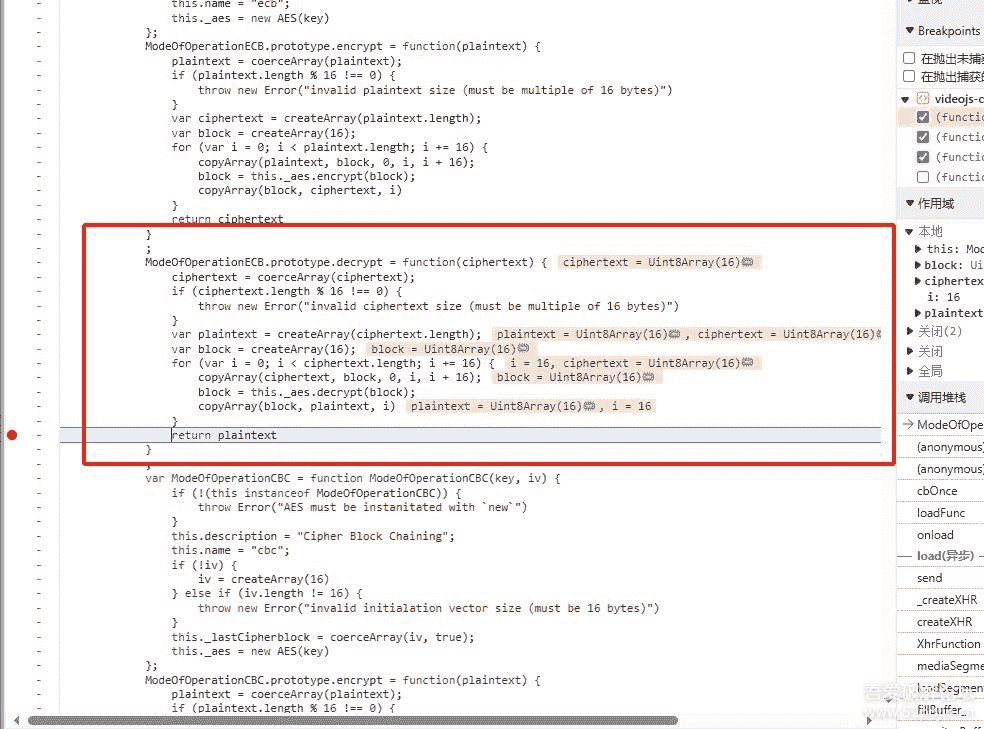 this.name = "ecb";
this._aes = new AES(key)
};
ModeOfOperationECB.prototype.encrypt = function(plaintext) {
plaintext = coerceArray(plaintext);
if (plaintext.length % 16 !== 0) {
throw new Error("invalid plaintext size (must be multiple of 16 bytes)")
}
var ciphertext = createArray(plaintext.length);
var block = createArray(16);
for (var i = 0; i < plaintext.length; i += 16) {
copyArray(plaintext, block, 0, i, i + 16);
block = this._aes.encrypt(block);
copyArray(block, ciphertext, i)
}
return ciphertext
}
;
ModeOfOperationECB.prototype.decrypt = function(ciphertext) { ciphertext = Uint8Array(16)
ciphertext = coerceArray(ciphertext);
if (ciphertext.length % 16 !== 0) {
throw new Error("invalid ciphertext size (must be multiple of 16 bytes)")
}
var plaintext = createArray(ciphertext.length); plaintext = Uint8Array(16), ciphertext = Uint8Array(16)
var block = createArray(16); block = Uint8Array(16)
for (var i = 0; i < ciphertext.length; i += 16) { i = 16, ciphertext = Uint8Array(16)
copyArray(ciphertext, block, 0, i, i + 16); block = Uint8Array(16)
block = this._aes.decrypt(block);
copyArray(block, plaintext, i) plaintext = Uint8Array(16), i = 16
}
return plaintext
}
;
var ModeOfOperationCBC = function ModeOfOperationCBC(key, iv) {
if (!(this instanceof ModeOfOperationCBC)) {
throw Error("AES must be instanitated with `new`")
}
this.description = "Cipher Block Chaining";
this.name = "cbc";
if (!iv) {
iv = createArray(16)
} else if (iv.length != 16) {
throw new Error("invalid initialation vector size (must be 16 bytes)")
}
this._lastCipherblock = coerceArray(iv, true);
this._aes = new AES(key)
};
ModeOfOperationCBC.prototype.encrypt = function(plaintext) {
plaintext = coerceArray(plaintext);
if (plaintext.length % 16 !== 0) {
监视
Breakpoints
在抛出未捕获
在抛出捕获的
videojs-c
(functio
(functio
(functio
(functio
作用域
本地
this: Mod
block: Ui
ciphertex
i: 16
plaintext
关闭(2)
关闭
全局
调用堆栈
ModeOfOpe
(anonymous)
(anonymous)
cbOnce
loadFunc
onload
load(异步)
send
_createXHR
createXHR
XhrFunction
mediaSegme
loadSegment
fillBuffer_